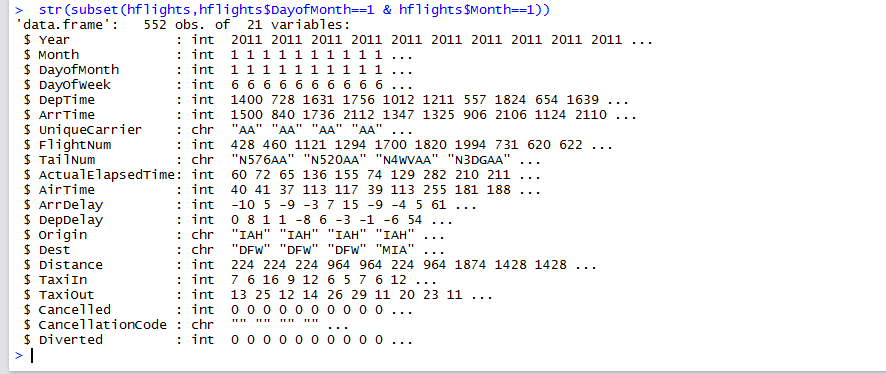 >  str(subset(hflights,hflights$DayofMonth==1 & hflights$Month==1))
'data.frame':   552 obs. of  21 variables:
 $ Year             : int  2011 2011 2011 2011 2011 2011 2011 2011 2011 2011 ...
 $ Month            : int  1 1 1 1 1 1 1 1 1 1 ...
 $ DayofMonth       : int  1 1 1 1 1 1 1 1 1 1 ...
 $ DayOfWeek        : int  6 6 6 6 6 6 6 6 6 6 ...
 $ DepTime          : int  1400 728 1631 1756 1012 1211 557 1824 654 1639 ...
 $ ArrTime          : int  1500 840 1736 2112 1347 1325 906 2106 1124 2110 ...
 $ UniqueCarrier    : chr  "AA" "AA" "AA" "AA" ...
 $ FlightNum        : int  428 460 1121 1294 1700 1820 1994 731 620 622 ...
 $ TailNum          : chr  "N576AA" "N520AA" "N4WVAA" "N3DGAA" ...
 $ ActualElapsedTime: int  60 72 65 136 155 74 129 282 210 211 ...
 $ AirTime          : int  40 41 37 113 117 39 113 255 181 188 ...
 $ ArrDelay         : int  -10 5 -9 -3 7 15 -9 -4 5 61 ...
 $ DepDelay         : int  0 8 1 1 -8 6 -3 -1 -6 54 ...
 $ Origin           : chr  "IAH" "IAH" "IAH" "IAH" ...
 $ Dest             : chr  "DFW" "DFW" "DFW" "MIA" ...
 $ Distance         : int  224 224 224 964 964 224 964 1874 1428 1428 ...
 $ TaxiIn           : int  7 6 16 9 12 6 5 7 6 12 ...
 $ TaxiOut          : int  13 25 12 14 26 29 11 20 23 11 ...
 $ Cancelled        : int  0 0 0 0 0 0 0 0 0 0 ...
 $ CancellationCode : chr  "" "" "" "" ...
 $ Diverted         : int  0 0 0 0 0 0 0 0 0 0 ...
>